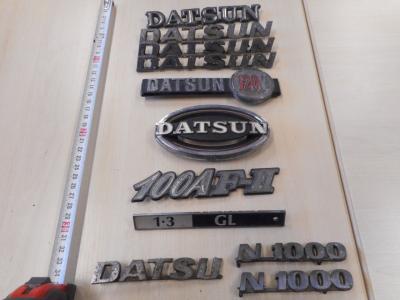 DATSUN
DATSUN
DATSUN
DATSUN
DATSUN
DATSUN
100A F-II
1·3 GL
DATSU
N 1000
N 1000